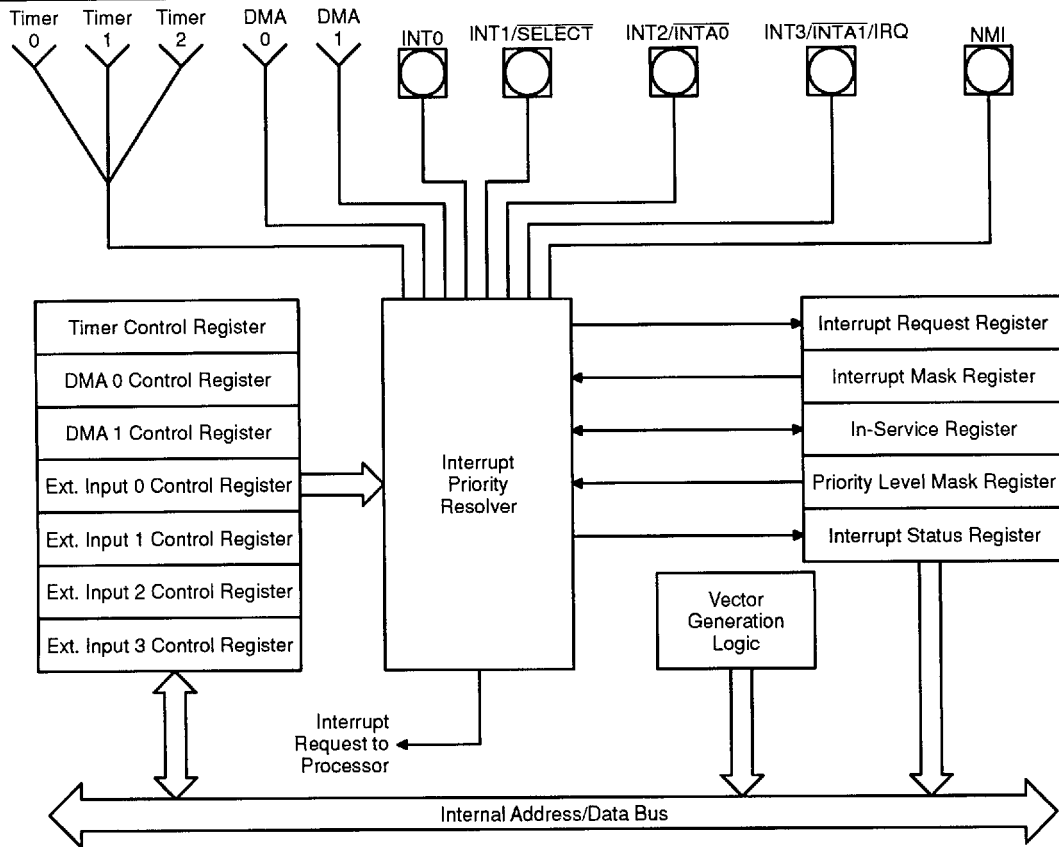 Timer 0
Timer 1
Timer 2
DMA 0
DMA 1
INT0
INT1/S̅E̅L̅E̅C̅T̅
INT2/I̅N̅T̅A̅0̅
INT3/I̅N̅T̅A̅1̅/IRQ
NMI
Timer Control Register
DMA 0 Control Register
DMA 1 Control Register
Ext. Input 0 Control Register
Ext. Input 1 Control Register
Ext. Input 2 Control Register
Ext. Input 3 Control Register
Interrupt
Priority
Resolver
Interrupt Request Register
Interrupt Mask Register
In-Service Register
Priority Level Mask Register
Interrupt Status Register
Vector
Generation
Logic
Interrupt
Request to
Processor
Internal Address/Data Bus